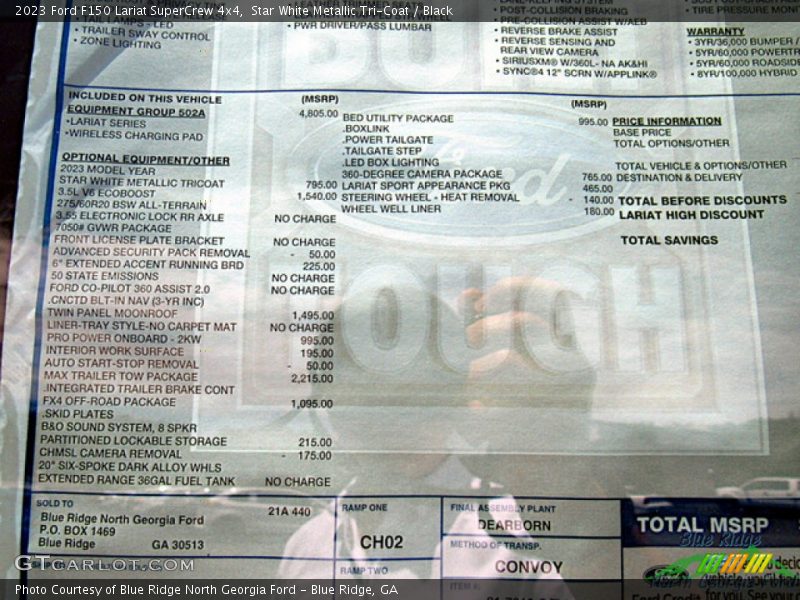 2023 Ford F150 Lariat SuperCrew 4x4,  Star White Metallic Tri-Coat / Black
TAIL LAMPS - LED
• TRAILER SWAY CONTROL
• ZONE LIGHTING
• PWR DRIVER/PASS LUMBAR
• POST-COLLISION BRAKING
• PRE-COLLISION ASSIST W/AEB
• REVERSE BRAKE ASSIST
• REVERSE SENSING AND
REAR VIEW CAMERA
• SIRIUSXM® W/360L- NA AK&HI
• SYNC®4 12" SCRN W/APPLINK®
• TIRE PRESSURE MON
WARRANTY
• 3YR/36,000 BUMPER /
• 5YR/60,000 POWERTR
• 5YR/60,000 ROADSIDE
• 8YR/100,000 HYBRID
INCLUDED ON THIS VEHICLE (MSRP)
EQUIPMENT GROUP 502A 4,805.00
•LARIAT SERIES
•WIRELESS CHARGING PAD
OPTIONAL EQUIPMENT/OTHER
2023 MODEL YEAR
STAR WHITE METALLIC TRICOAT 795.00
3.5L V6 ECOBOOST 1,540.00
275/60R20 BSW ALL-TERRAIN
3.55 ELECTRONIC LOCK RR AXLE NO CHARGE
7050# GVWR PACKAGE
FRONT LICENSE PLATE BRACKET NO CHARGE
ADVANCED SECURITY PACK REMOVAL - 50.00
6" EXTENDED ACCENT RUNNING BRD 225.00
50 STATE EMISSIONS NO CHARGE
FORD CO-PILOT 360 ASSIST 2.0 NO CHARGE
.CNCTD BLT-IN NAV (3-YR INC)
TWIN PANEL MOONROOF 1,495.00
LINER-TRAY STYLE-NO CARPET MAT NO CHARGE
PRO POWER ONBOARD - 2KW 995.00
INTERIOR WORK SURFACE 195.00
AUTO START-STOP REMOVAL - 50.00
MAX TRAILER TOW PACKAGE 2,215.00
.INTEGRATED TRAILER BRAKE CONT
FX4 OFF-ROAD PACKAGE 1,095.00
.SKID PLATES
B&O SOUND SYSTEM, 8 SPKR
PARTITIONED LOCKABLE STORAGE 215.00
CHMSL CAMERA REMOVAL - 175.00
20" SIX-SPOKE DARK ALLOY WHLS
EXTENDED RANGE 36GAL FUEL TANK NO CHARGE
(MSRP)
BED UTILITY PACKAGE 995.00
.BOXLINK
.POWER TAILGATE
.TAILGATE STEP
.LED BOX LIGHTING
360-DEGREE CAMERA PACKAGE 765.00
LARIAT SPORT APPEARANCE PKG 465.00
STEERING WHEEL - HEAT REMOVAL - 140.00
WHEEL WELL LINER 180.00
PRICE INFORMATION
BASE PRICE
TOTAL OPTIONS/OTHER
TOTAL VEHICLE & OPTIONS/OTHER
DESTINATION & DELIVERY
TOTAL BEFORE DISCOUNTS
LARIAT HIGH DISCOUNT
TOTAL SAVINGS
Ford
TOUGH
SOLD TO 21A 440
Blue Ridge North Georgia Ford
P.O. BOX 1469
Blue Ridge GA 30513
RAMP ONE
CH02
RAMP TWO
FINAL ASSEMBLY PLANT
DEARBORN
METHOD OF TRANSP.
CONVOY
ITEM #:
TOTAL MSRP
Blue Ridge
GTcarlot.com
Photo Courtesy of Blue Ridge North Georgia Ford - Blue Ridge, GA